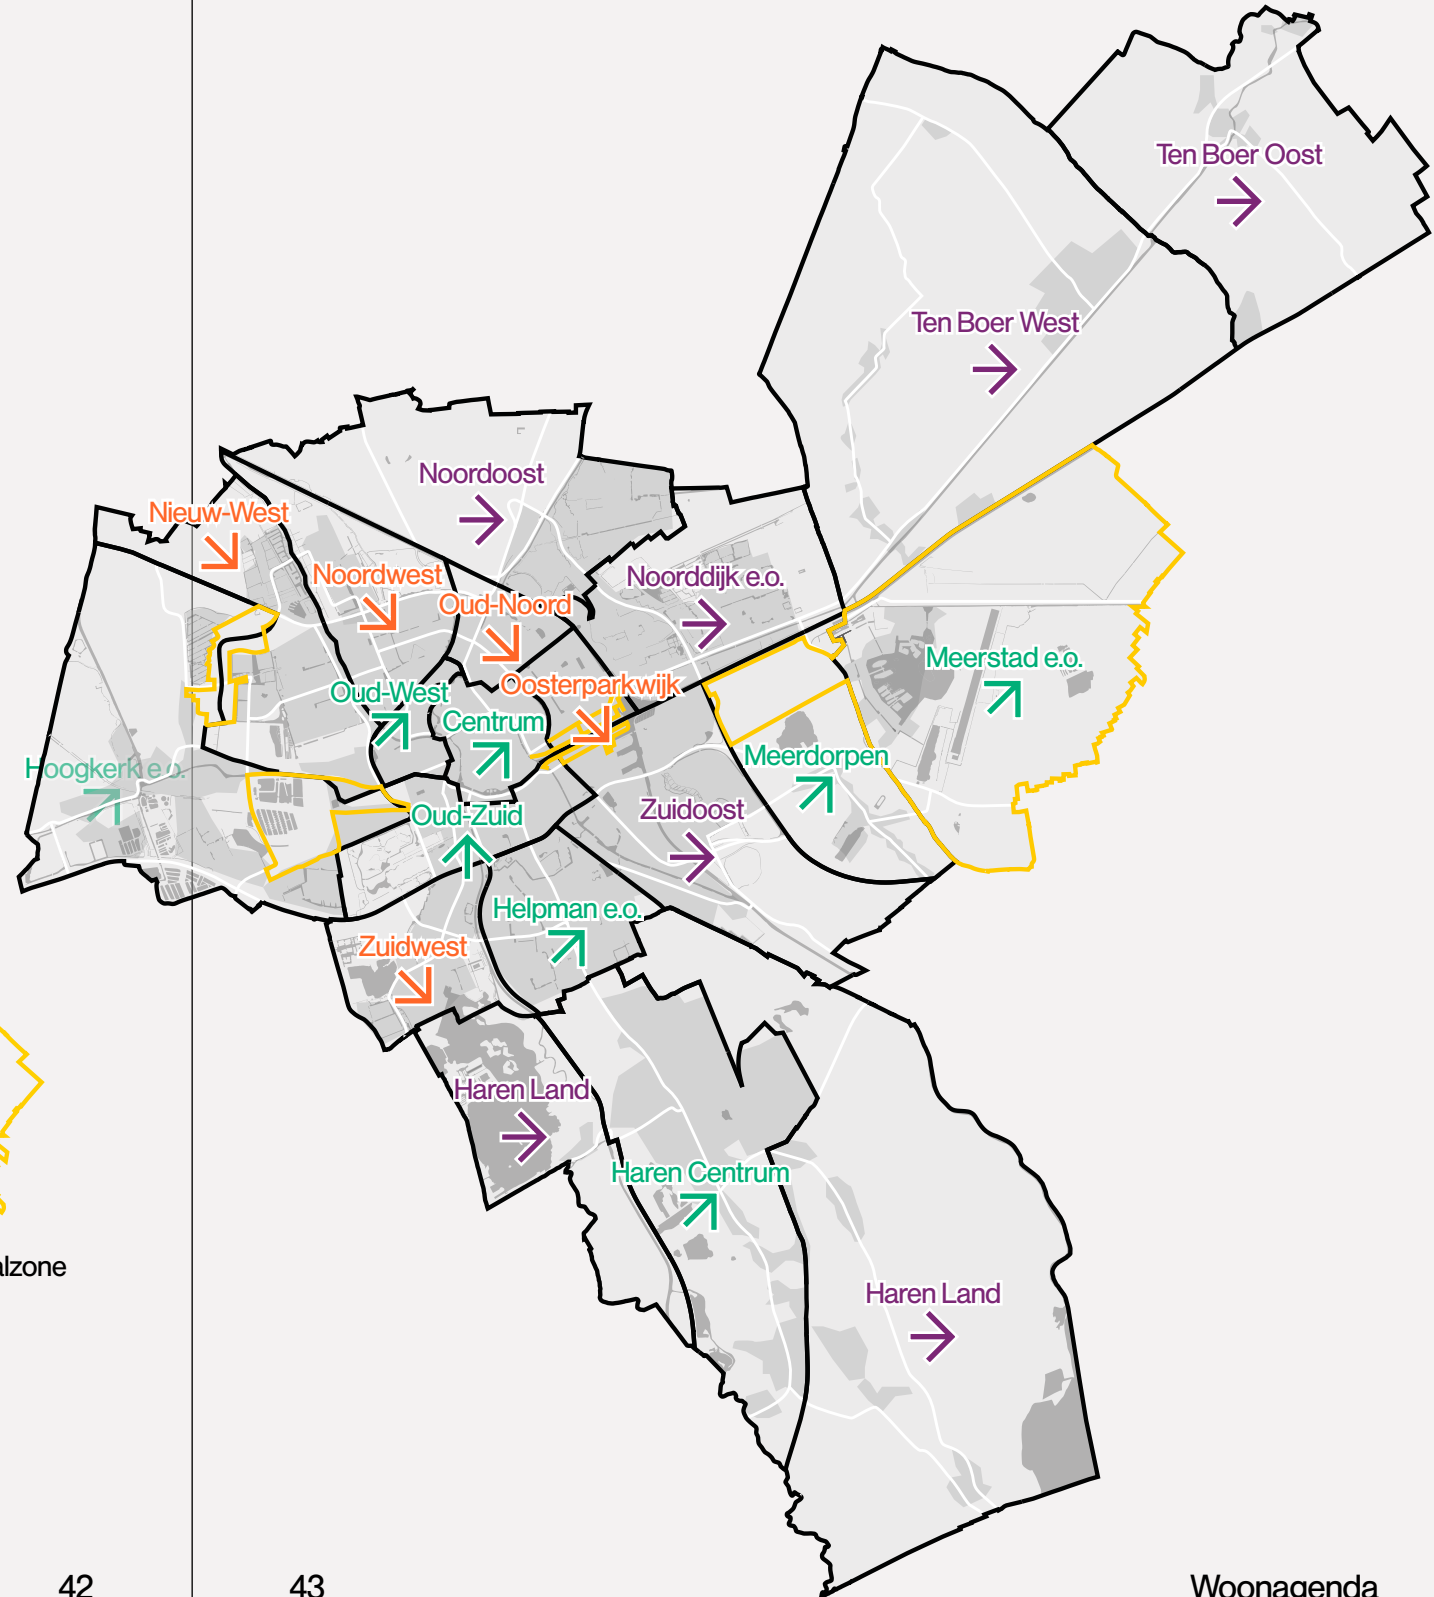 Ten Boer Oost
Ten Boer West
Noordoost
Nieuw-West
Noordwest
Noorddijk e.o.
Oud-Noord
Meerstad e.o.
Oosterparkwijk
Oud-West
Centrum
Meerdorpen
Hoogkerk e.o.
Zuidoost
Oud-Zuid
Helpman e.o.
Zuidwest
Haren Land
Haren Centrum
alzone
Haren Land
42
43
Woonagenda